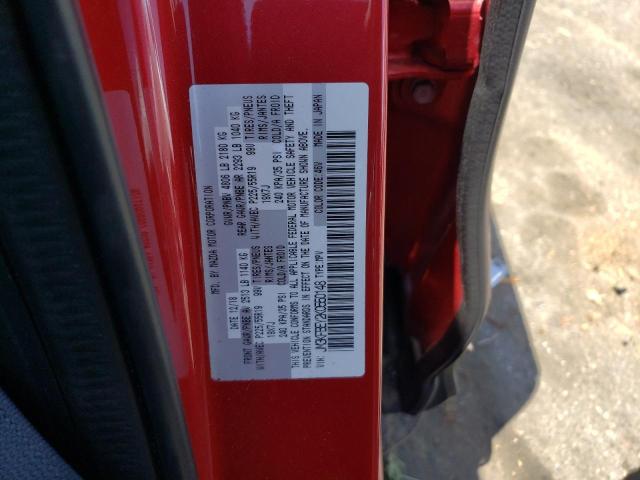 MFD. BY MAZDA MOTOR CORPORATION
DATE 12/18 GVWR/PNBV 4806 LB 2180 KG
FRONT GAWR/PNBE AV 2513 LB 1140 KG REAR GAWR/PNBE AR 2293 LB 1040 KG
WITH/AVEC P225/55R19 99V TIRES/PNEUS WITH/AVEC P225/55R19 99V TIRES/PNEUS
19X7J RIMS/JANTES 19X7J RIMS/JANTES
240 KPA/35 PSI COLD/A FROID 240 KPA/35 PSI COLD/A FROID
THIS VEHICLE CONFORMS TO ALL APPLICABLE FEDERAL MOTOR VEHICLE SAFETY AND THEFT
PREVENTION STANDARDS IN EFFECT ON THE DATE OF MANUFACTURE SHOWN ABOVE.
TYPE:MPV COLOR CODE:46V MADE IN JAPAN